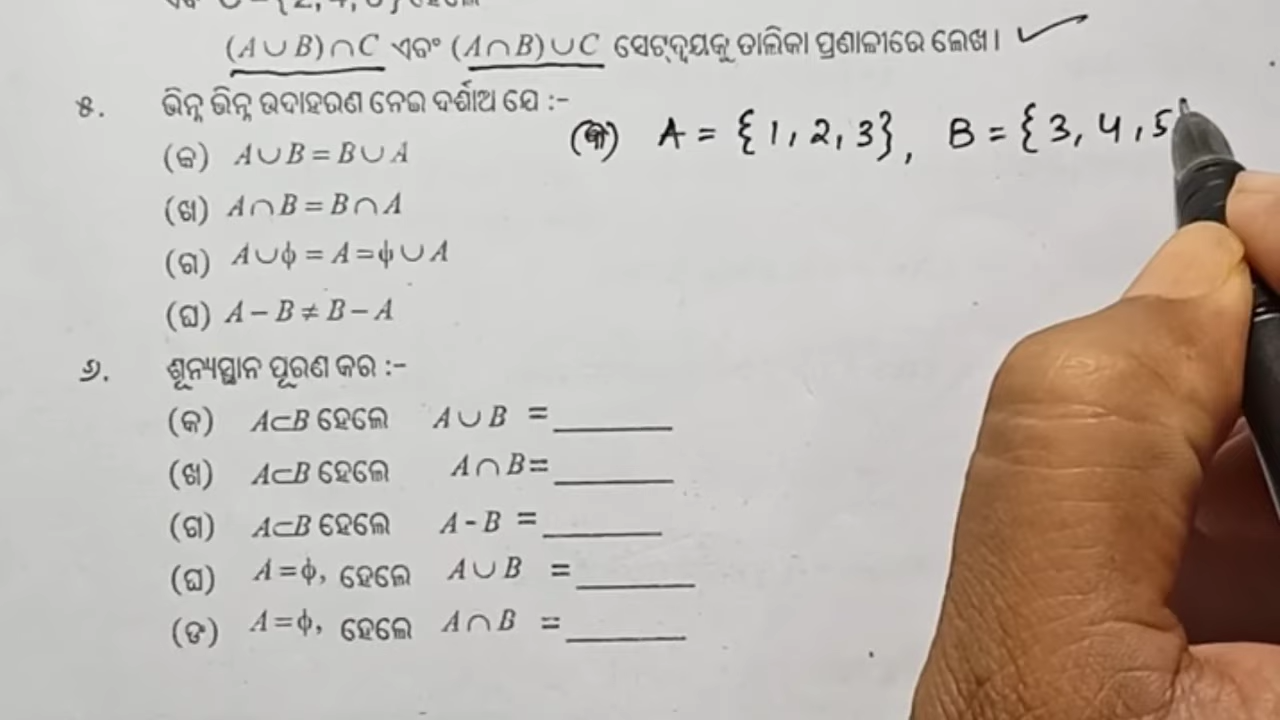 (A∪B)∩C ଏବଂ (A∩B)∪C ସେଟ୍‌ଦ୍ୱୟକୁ ତାଲିକା ପ୍ରଣାଳୀରେ ଲେଖ।
୫. ଭିନ୍ନ ଭିନ୍ନ ଉଦାହରଣ ନେଇ ଦର୍ଶାଅ ଯେ :-
(କ) A = {1, 2, 3}, B = {3, 4, 5
(କ) A∪B = B∪A
(ଖ) A∩B = B∩A
(ଗ) A∪ϕ = A = ϕ∪A
(ଘ) A − B ≠ B − A
୬. ଶୂନ୍ୟସ୍ଥାନ ପୂରଣ କର :-
(କ) A⊂B ହେଲେ A∪B = ______
(ଖ) A⊂B ହେଲେ A∩B = ______
(ଗ) A⊂B ହେଲେ A - B = ______
(ଘ) A = ϕ, ହେଲେ A∪B = ______
(ଙ) A = ϕ, ହେଲେ A∩B = ______